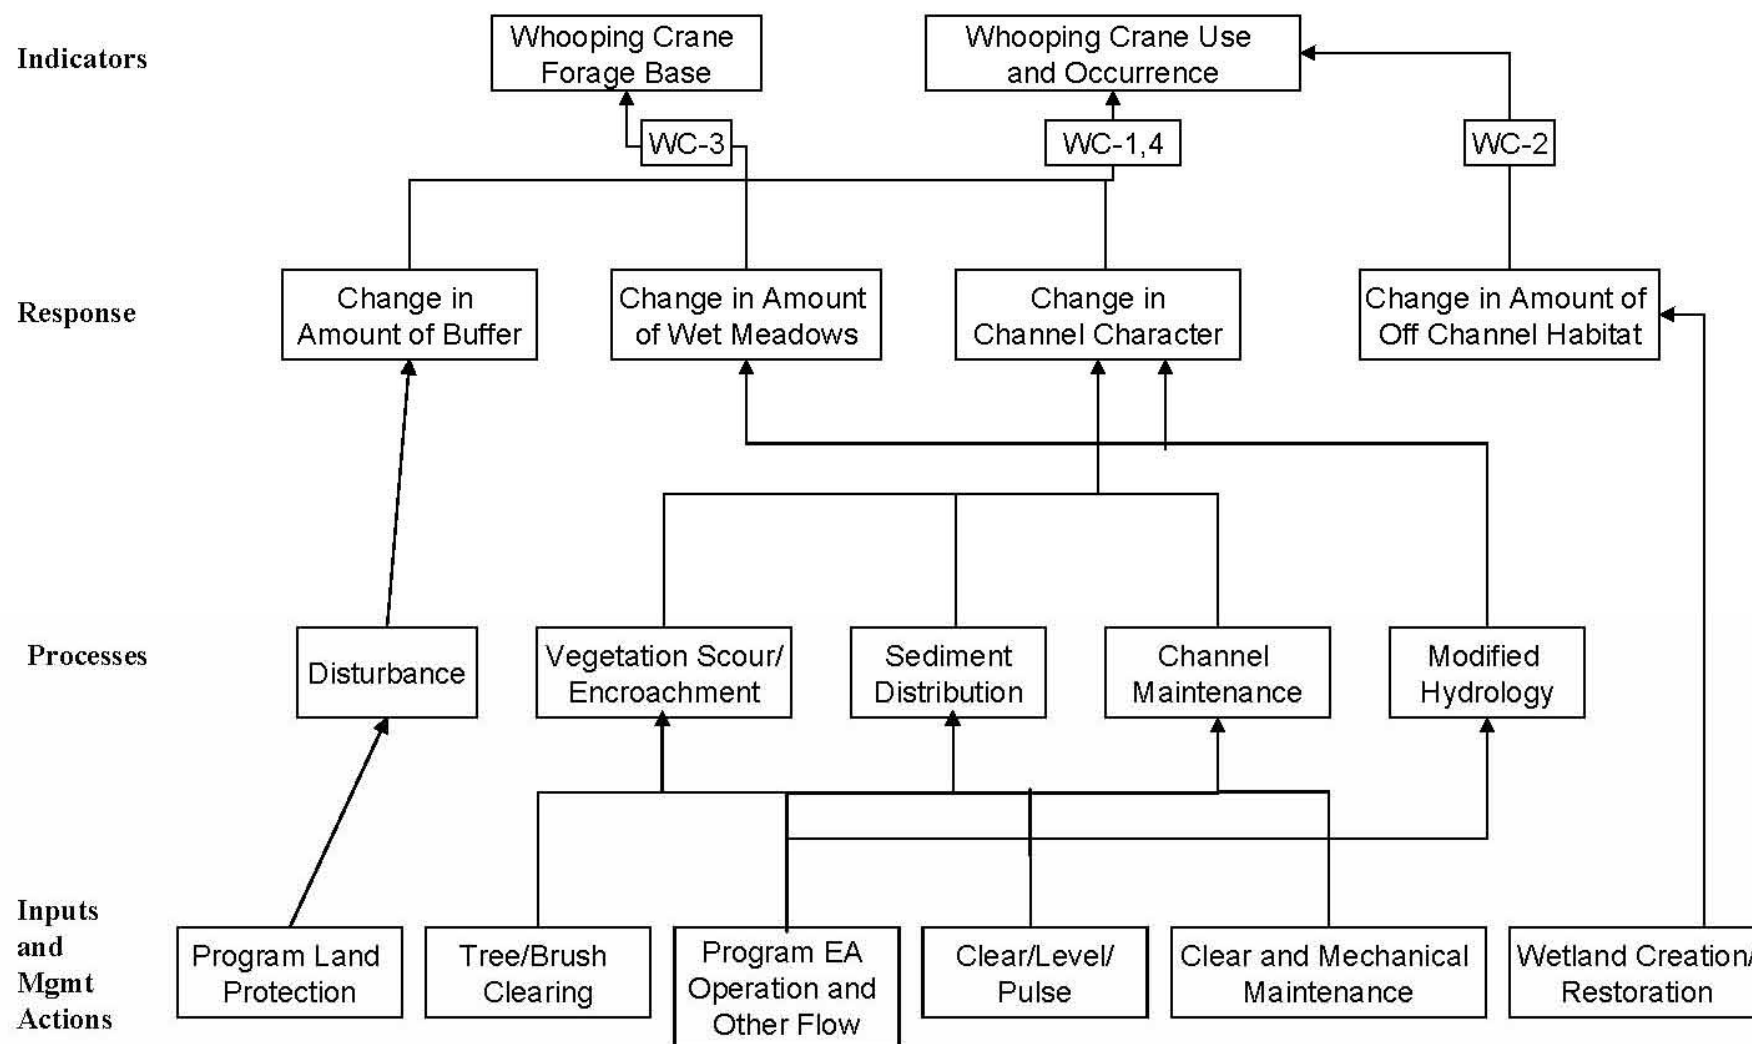 Indicators
Whooping Crane
Forage Base
Whooping Crane Use
and Occurrence
WC-3
WC-1,4
WC-2
Response
Change in
Amount of Buffer
Change in Amount
of Wet Meadows
Change in
Channel Character
Change in Amount of
Off Channel Habitat
Processes
Disturbance
Vegetation Scour/
Encroachment
Sediment
Distribution
Channel
Maintenance
Modified
Hydrology
Inputs
and
Mgmt
Actions
Program Land
Protection
Tree/Brush
Clearing
Program EA
Operation and
Other Flow
Clear/Level/
Pulse
Clear and Mechanical
Maintenance
Wetland Creation/
Restoration